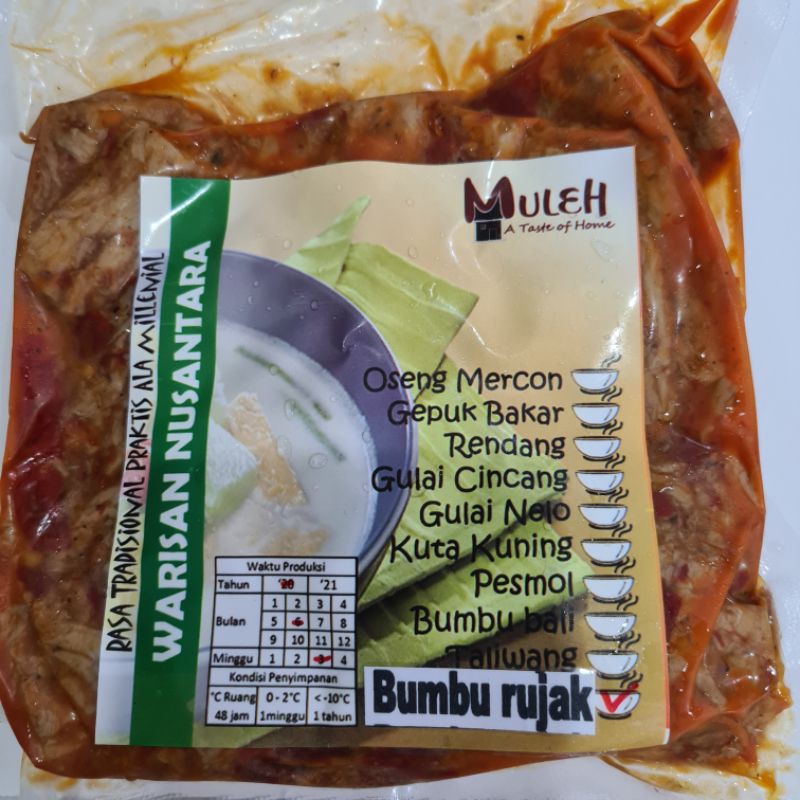 MULEH
A Taste of Home
RASA TRADISIONAL PRAKTIS ALA MILLENIAL
WARISAN NUSANTARA
Oseng Mercon
Gepuk Bakar
Rendang
Gulai Cincang
Gulai Nelo
Kuta Kuning
Pesmol
Bumbu bali
Taliwang
Bumbu rujak
Waktu Produksi
Tahun '20 '21
1 2 3 4
Bulan 5 6 7 8
9 10 11 12
Minggu 1 2 3 4
Kondisi Penyimpanan
°C Ruang 0 - 2°C < -10°C
48 jam 1minggu 1 tahun